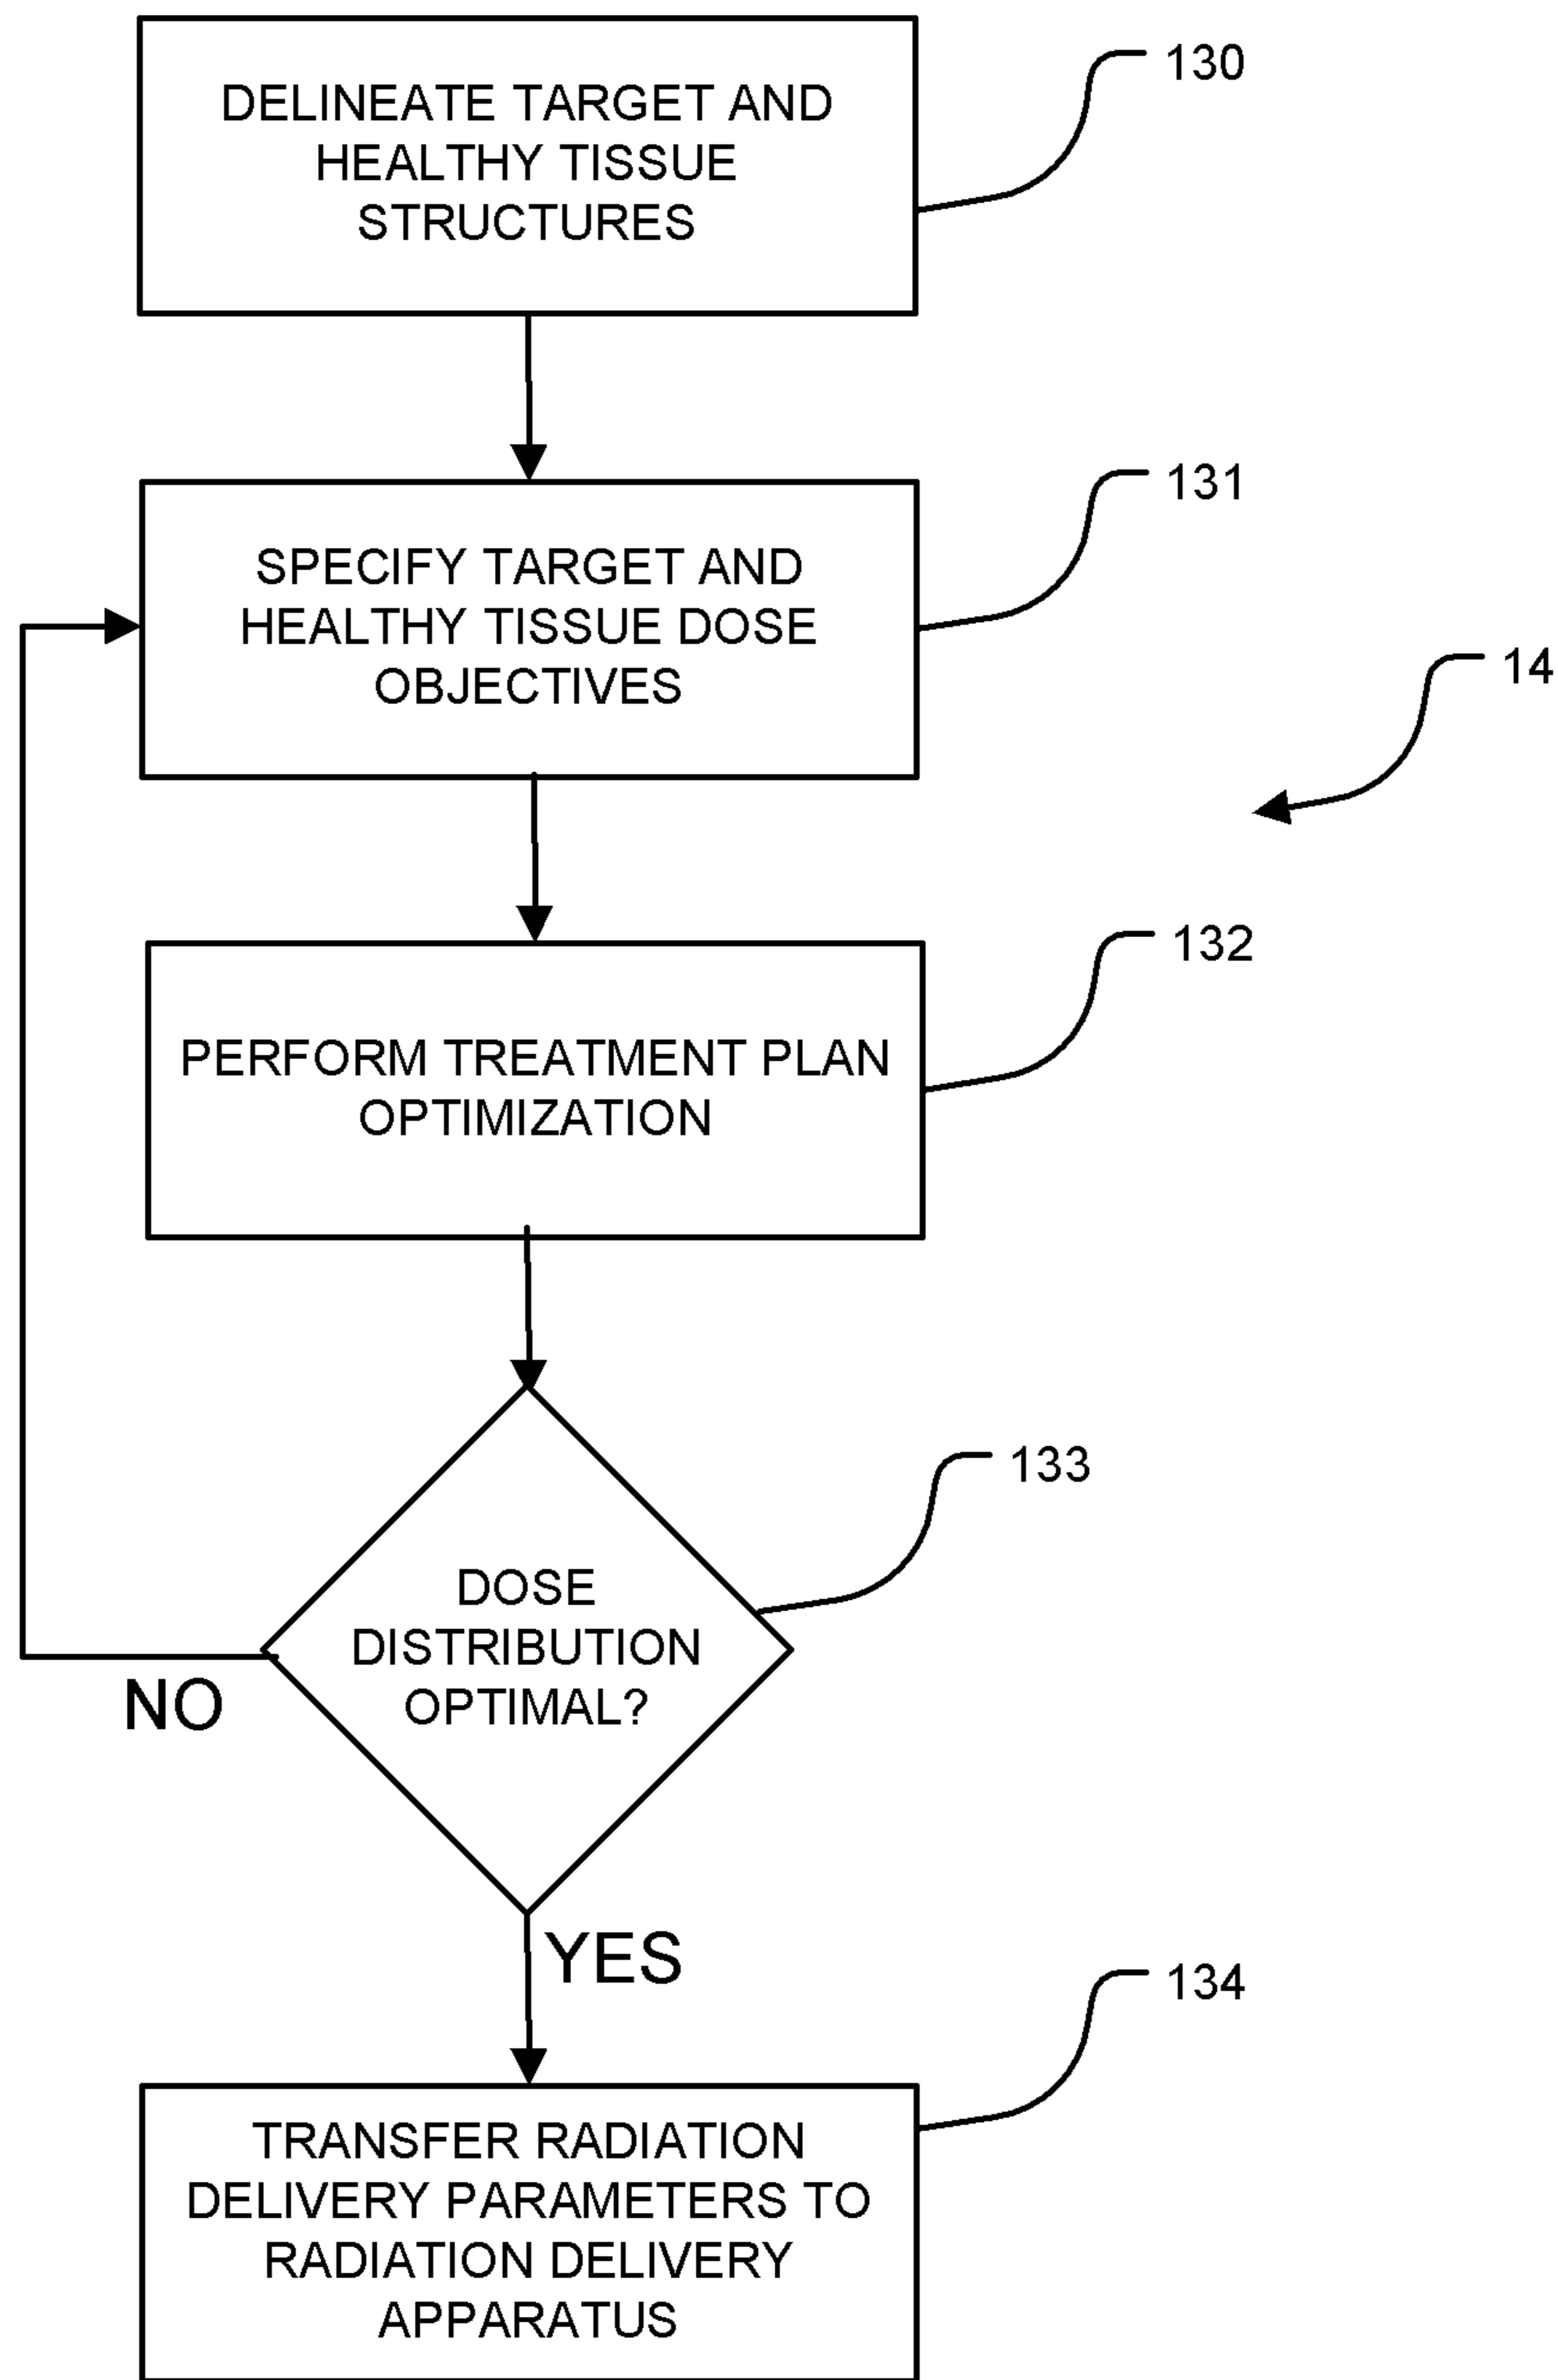 DELINEATE TARGET AND
HEALTHY TISSUE
STRUCTURES
130
SPECIFY TARGET AND
HEALTHY TISSUE DOSE
OBJECTIVES
131
14
PERFORM TREATMENT PLAN
OPTIMIZATION
132
DOSE
DISTRIBUTION
OPTIMAL?
133
NO
YES
TRANSFER RADIATION
DELIVERY PARAMETERS TO
RADIATION DELIVERY
APPARATUS
134